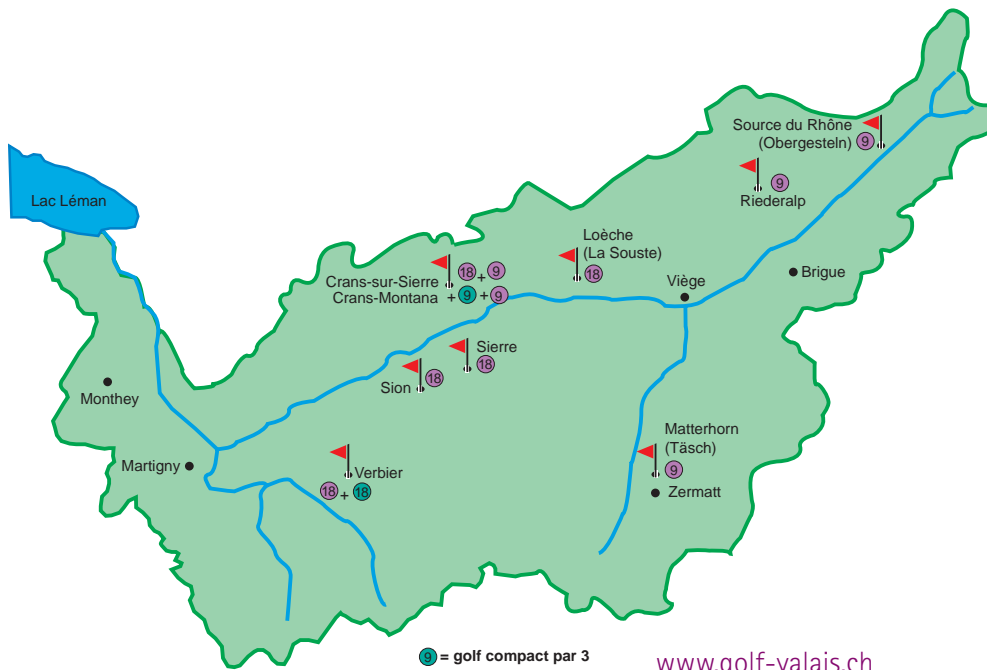 Source du Rhône
(Obergesteln) 9
9
Riederalp
Lac Léman
Loèche
(La Souste)
18
Brigue
Viège
Crans-sur-Sierre 18 + 9
Crans-Montana + 9 + 9
Sierre
18
Sion 18
Monthey
Martigny
Verbier
18 + 18
Matterhorn
(Täsch)
9
Zermatt
9 = golf compact par 3
www.golf-valais.ch